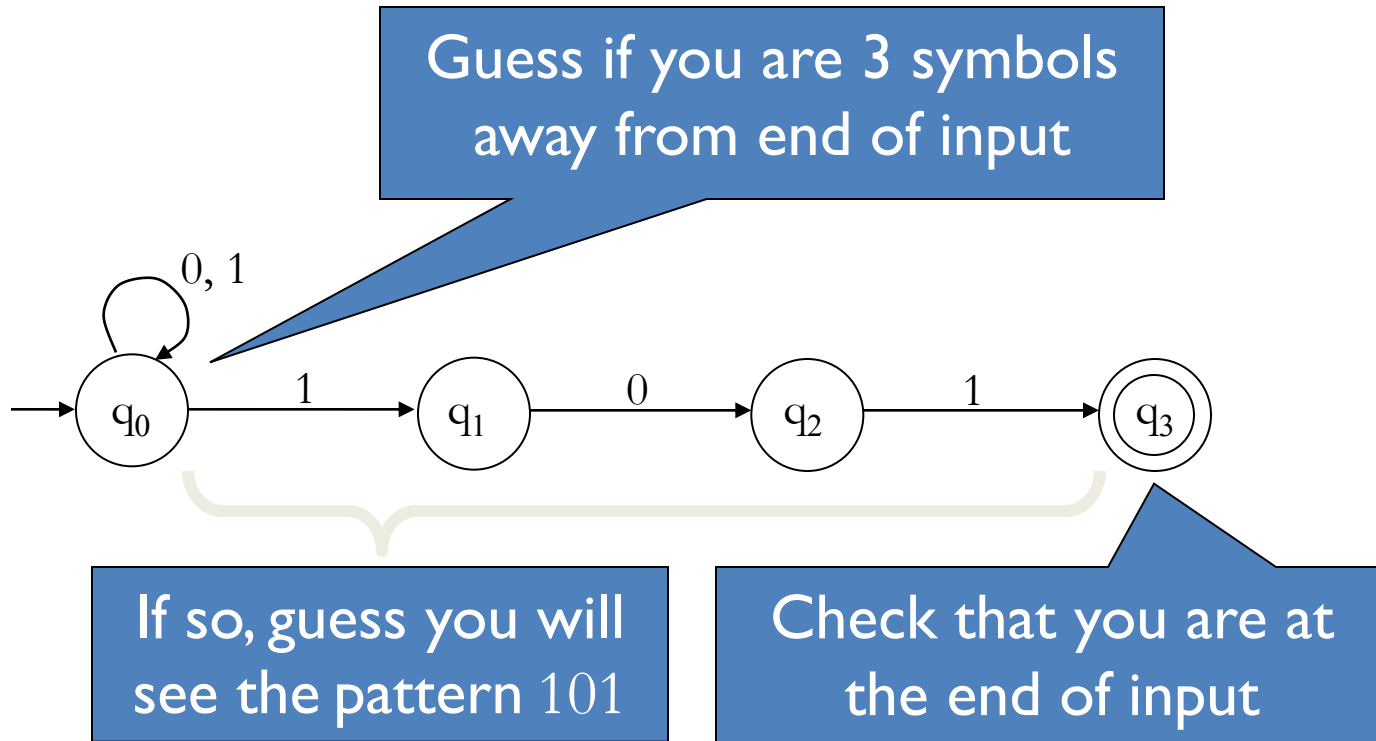 Guess if you are 3 symbols
away from end of input
0, 1
1
0
1
q₀
q₁
q₂
q₃
If so, guess you will
see the pattern 101
Check that you are at
the end of input